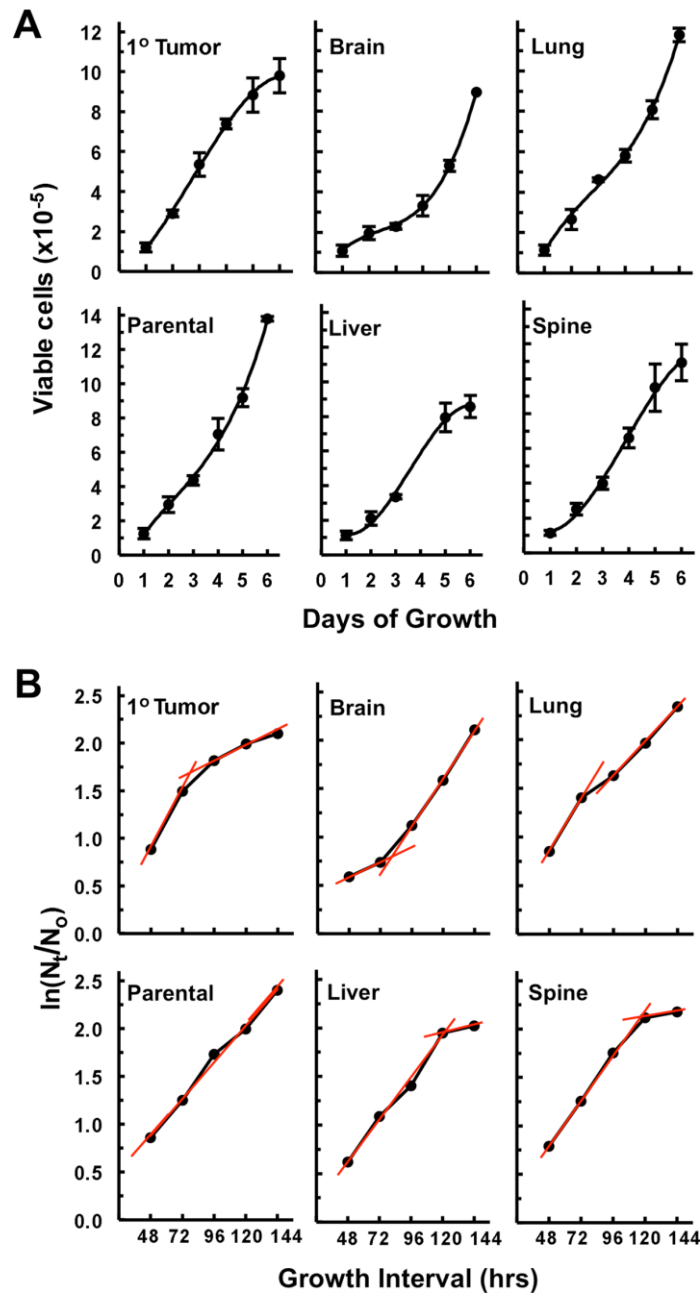 A
1º Tumor
Brain
Lung
12
10
8
6
4
2
0
Viable cells (x10⁻⁵)
Parental
Liver
Spine
14
12
10
8
6
4
2
0
0 1 2 3 4 5 6
0 1 2 3 4 5 6
0 1 2 3 4 5 6
Days of Growth
B
1º Tumor
Brain
Lung
2.5
2.0
1.5
1.0
0.5
0.0
ln(Nt/No)
Parental
Liver
Spine
2.5
2.0
1.5
1.0
0.5
0.0
48 72 96 120 144
48 72 96 120 144
48 72 96 120 144
Growth Interval (hrs)